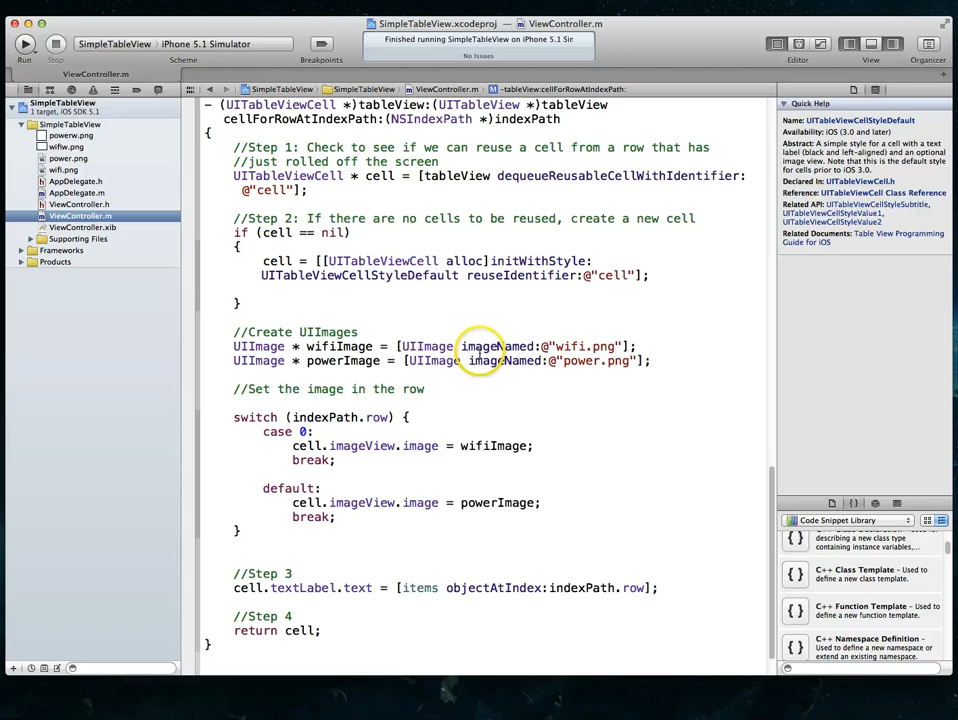 SimpleTableView.xcodeproj — ViewController.m
SimpleTableView › iPhone 5.1 Simulator
Finished running SimpleTableView on iPhone 5.1 Sir
No Issues
Run
Stop
Scheme
Breakpoints
Editor
View
Organizer
ViewController.m
SimpleTableView › SimpleTableView › ViewController.m › -tableView:cellForRowAtIndexPath:
SimpleTableView
1 target, iOS SDK 5.1
SimpleTableView
powerw.png
wifiw.png
power.png
wifi.png
AppDelegate.h
AppDelegate.m
ViewController.h
ViewController.m
ViewController.xib
Supporting Files
Frameworks
Products
- (UITableViewCell *)tableView:(UITableView *)tableView
cellForRowAtIndexPath:(NSIndexPath *)indexPath
{
//Step 1: Check to see if we can reuse a cell from a row that has
//just rolled off the screen
UITableViewCell * cell = [tableView dequeueReusableCellWithIdentifier:
@"cell"];
//Step 2: If there are no cells to be reused, create a new cell
if (cell == nil)
{
cell = [[UITableViewCell alloc]initWithStyle:
UITableViewCellStyleDefault reuseIdentifier:@"cell"];
}
//Create UIImages
UIImage * wifiImage = [UIImage imageNamed:@"wifi.png"];
UIImage * powerImage = [UIImage imageNamed:@"power.png"];
//Set the image in the row
switch (indexPath.row) {
case 0:
cell.imageView.image = wifiImage;
break;
default:
cell.imageView.image = powerImage;
break;
}
//Step 3
cell.textLabel.text = [items objectAtIndex:indexPath.row];
//Step 4
return cell;
}
Quick Help
Name: UITableViewCellStyleDefault
Availability: iOS (3.0 and later)
Abstract: A simple style for a cell with a text
label (black and left-aligned) and an optional
image view. Note that this is the default style
for cells prior to iOS 3.0.
Declared In: UITableViewCell.h
Reference: UITableViewCell Class Reference
Related API: UITableViewCellStyleSubtitle,
UITableViewCellStyleValue1,
UITableViewCellStyleValue2
Related Documents: Table View Programming
Guide for iOS
{ }
Code Snippet Library
describing a new class type
containing instance variables,...
{ }
C++ Class Template - Used to
define a new class template.
{ }
C++ Function Template - Used to
define a new function template.
{ }
C++ Namespace Definition - Used to
define a new namespace or
extend an existing namespace.
{ }